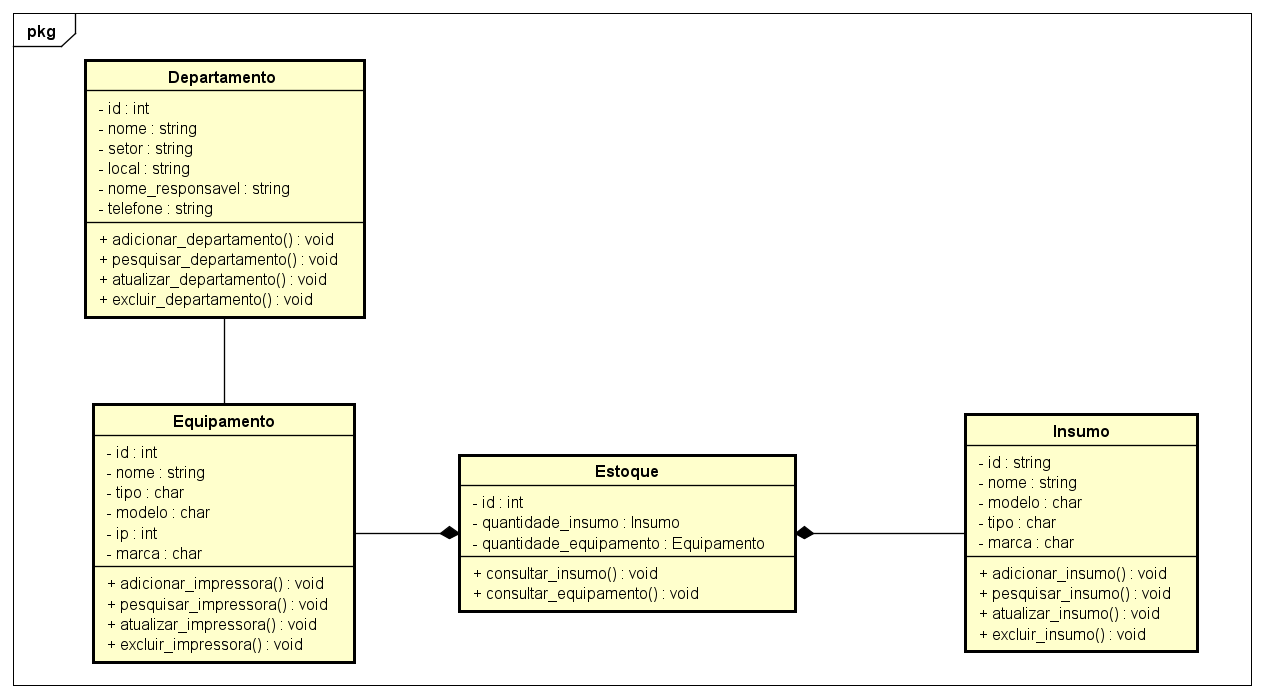 pkg
Departamento
- id : int
- nome : string
- setor : string
- local : string
- nome_responsavel : string
- telefone : string
+ adicionar_departamento() : void
+ pesquisar_departamento() : void
+ atualizar_departamento() : void
+ excluir_departamento() : void
Equipamento
- id : int
- nome : string
- tipo : char
- modelo : char
- ip : int
- marca : char
+ adicionar_impressora() : void
+ pesquisar_impressora() : void
+ atualizar_impressora() : void
+ excluir_impressora() : void
Estoque
- id : int
- quantidade_insumo : Insumo
- quantidade_equipamento : Equipamento
+ consultar_insumo() : void
+ consultar_equipamento() : void
Insumo
- id : string
- nome : string
- modelo : char
- tipo : char
- marca : char
+ adicionar_insumo() : void
+ pesquisar_insumo() : void
+ atualizar_insumo() : void
+ excluir_insumo() : void